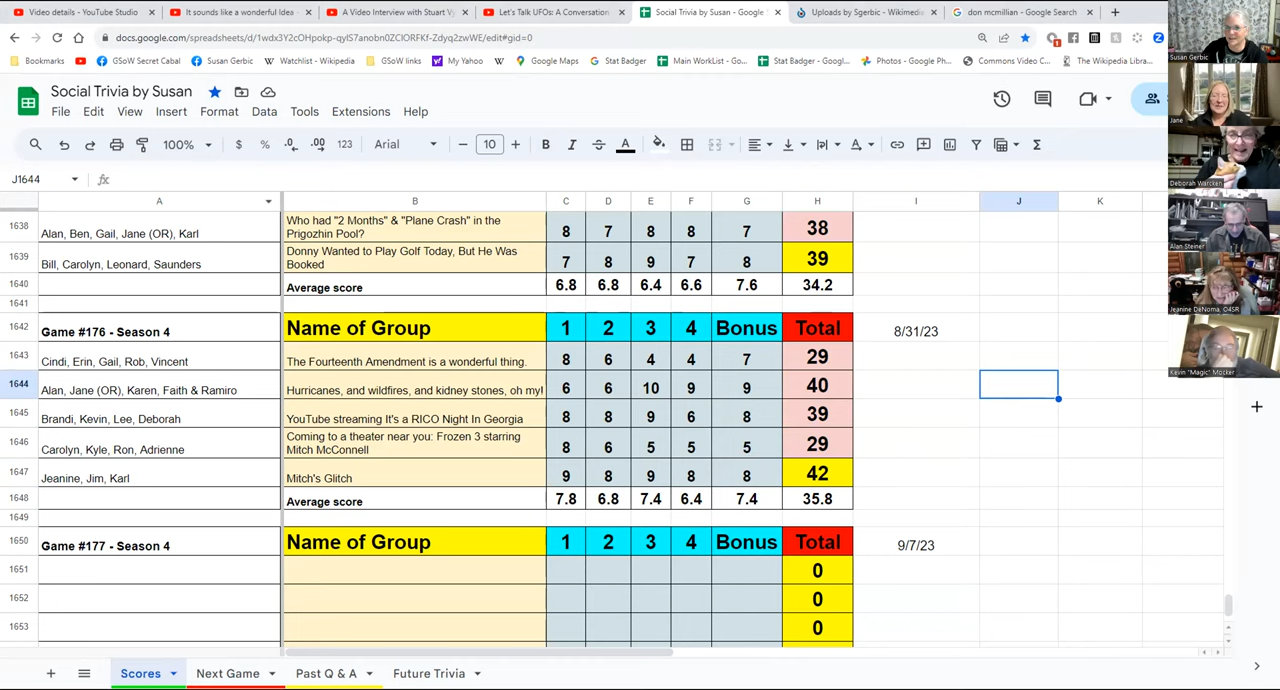 Video details - YouTube Studio
It sounds like a wonderful Idea -
A Video Interview with Stuart Vy
Let's Talk UFOs: A Conversation
Social Trivia by Susan - Google S
Uploads by Sgerbic - Wikimedia
don mcmillian - Google Search
docs.google.com/spreadsheets/d/1wdx3Y2cOHpokp-qylS7anobn0ZClORFKf-Zdyq2zwWE/edit#gid=0
Bookmarks
GSoW Secret Cabal
Susan Gerbic
Watchlist - Wikipedia
GSOW links
My Yahoo
Google Maps
Stat Badger
Main WorkList - Go...
Stat Badger - Googl...
Photos - Google Ph...
Commons Video C...
The Wikipedia Libra...
Social Trivia by Susan
File Edit View Insert Format Data Tools Extensions Help
100% $ % .0 .00 123 Arial 10 B I S A
J1644 fx
A B C D E F G H I J K
1638 Alan, Ben, Gail, Jane (OR), Karl Who had "2 Months" & "Plane Crash" in the Prigozhin Pool? 8 7 8 8 7 38
1639 Bill, Carolyn, Leonard, Saunders Donny Wanted to Play Golf Today, But He Was Booked 7 8 9 7 8 39
1640 Average score 6.8 6.8 6.4 6.6 7.6 34.2
1641
1642 Game #176 - Season 4 Name of Group 1 2 3 4 Bonus Total 8/31/23
1643 Cindi, Erin, Gail, Rob, Vincent The Fourteenth Amendment is a wonderful thing. 8 6 4 4 7 29
1644 Alan, Jane (OR), Karen, Faith & Ramiro Hurricanes, and wildfires, and kidney stones, oh my! 6 6 10 9 9 40
1645 Brandi, Kevin, Lee, Deborah YouTube streaming It's a RICO Night In Georgia 8 8 9 6 8 39
1646 Carolyn, Kyle, Ron, Adrienne Coming to a theater near you: Frozen 3 starring Mitch McConnell 8 6 5 5 5 29
1647 Jeanine, Jim, Karl Mitch's Glitch 9 8 9 8 8 42
1648 Average score 7.8 6.8 7.4 6.4 7.4 35.8
1649
1650 Game #177 - Season 4 Name of Group 1 2 3 4 Bonus Total 9/7/23
1651 0
1652 0
1653 0
Scores Next Game Past Q & A Future Trivia
Susan Gerbic
Jane
Deborah Warcken
Alan Steiner
Jeanine DeNoma, O4SR
Kevin "Magic" Mocker